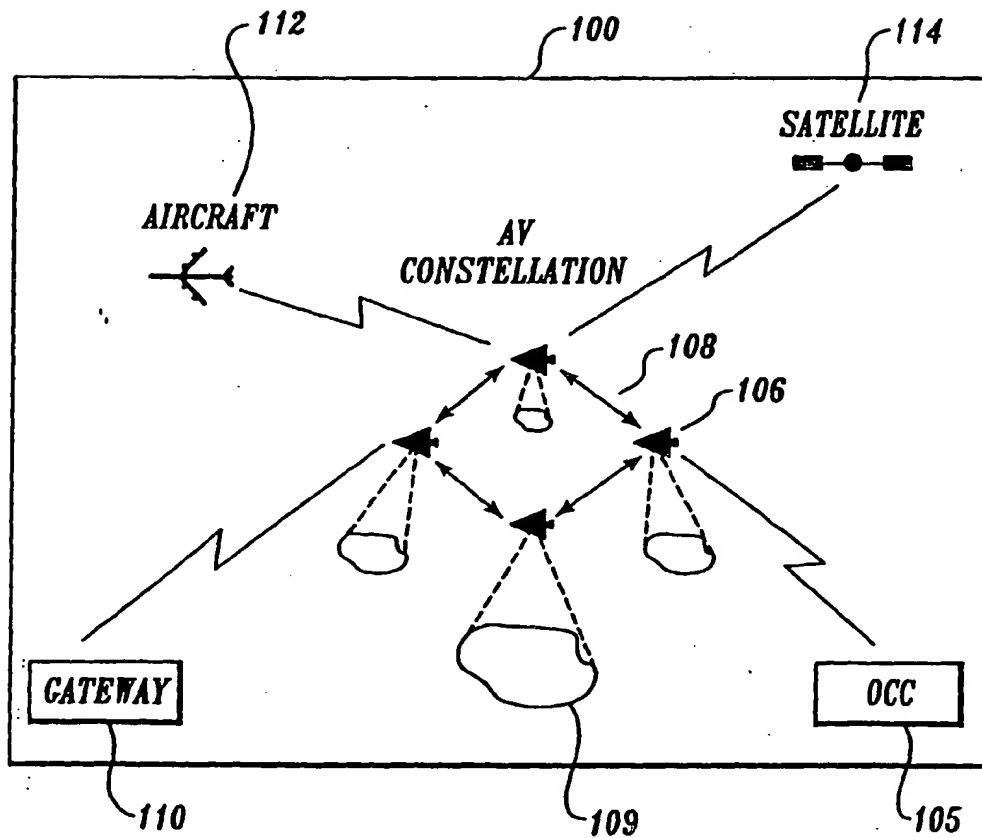 112
100
114
SATELLITE
AIRCRAFT
AV
CONSTELLATION
108
106
GATEWAY
OCC
110
109
105